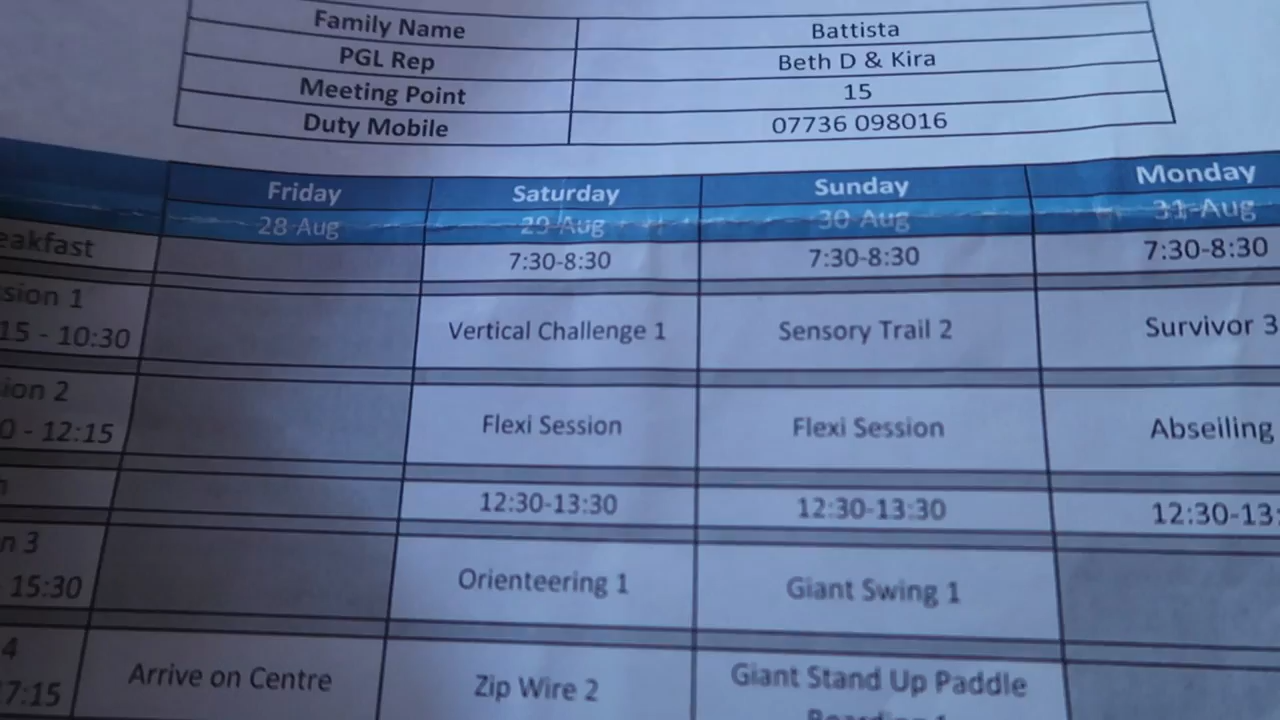 Family Name Battista
PGL Rep Beth D & Kira
Meeting Point 15
Duty Mobile 07736 098016
Friday Saturday Sunday Monday
28 Aug 29 Aug 30 Aug 31 Aug
eakfast 7:30-8:30 7:30-8:30 7:30-8:30
sion 1
15 - 10:30 Vertical Challenge 1 Sensory Trail 2 Survivor 3
ion 2
0 - 12:15 Flexi Session Flexi Session Abseiling
12:30-13:30 12:30-13:30 12:30-13:
n 3
15:30 Orienteering 1 Giant Swing 1
4
7:15 Arrive on Centre Zip Wire 2 Giant Stand Up Paddle